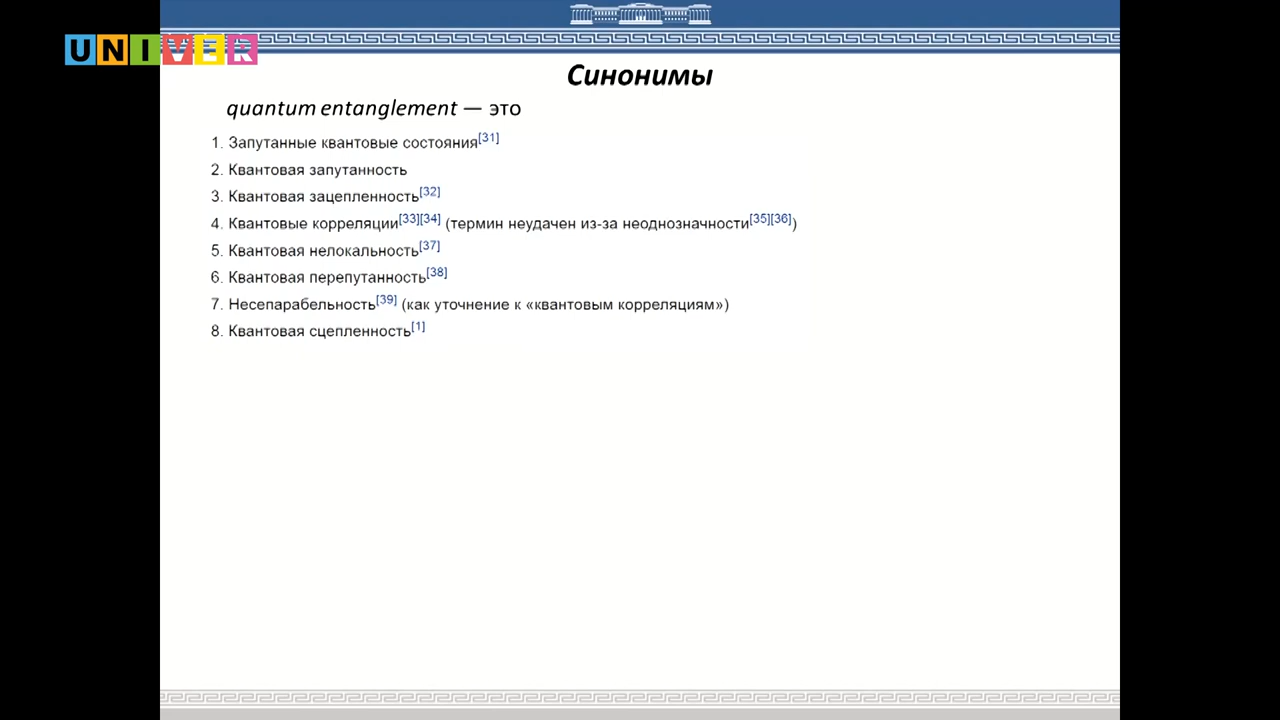 UNIVER
Синонимы
quantum entanglement — это
1. Запутанные квантовые состояния[31]
2. Квантовая запутанность
3. Квантовая зацепленность[32]
4. Квантовые корреляции[33][34] (термин неудачен из-за неоднозначности[35][36])
5. Квантовая нелокальность[37]
6. Квантовая перепутанность[38]
7. Несепарабельность[39] (как уточнение к «квантовым корреляциям»)
8. Квантовая сцепленность[1]